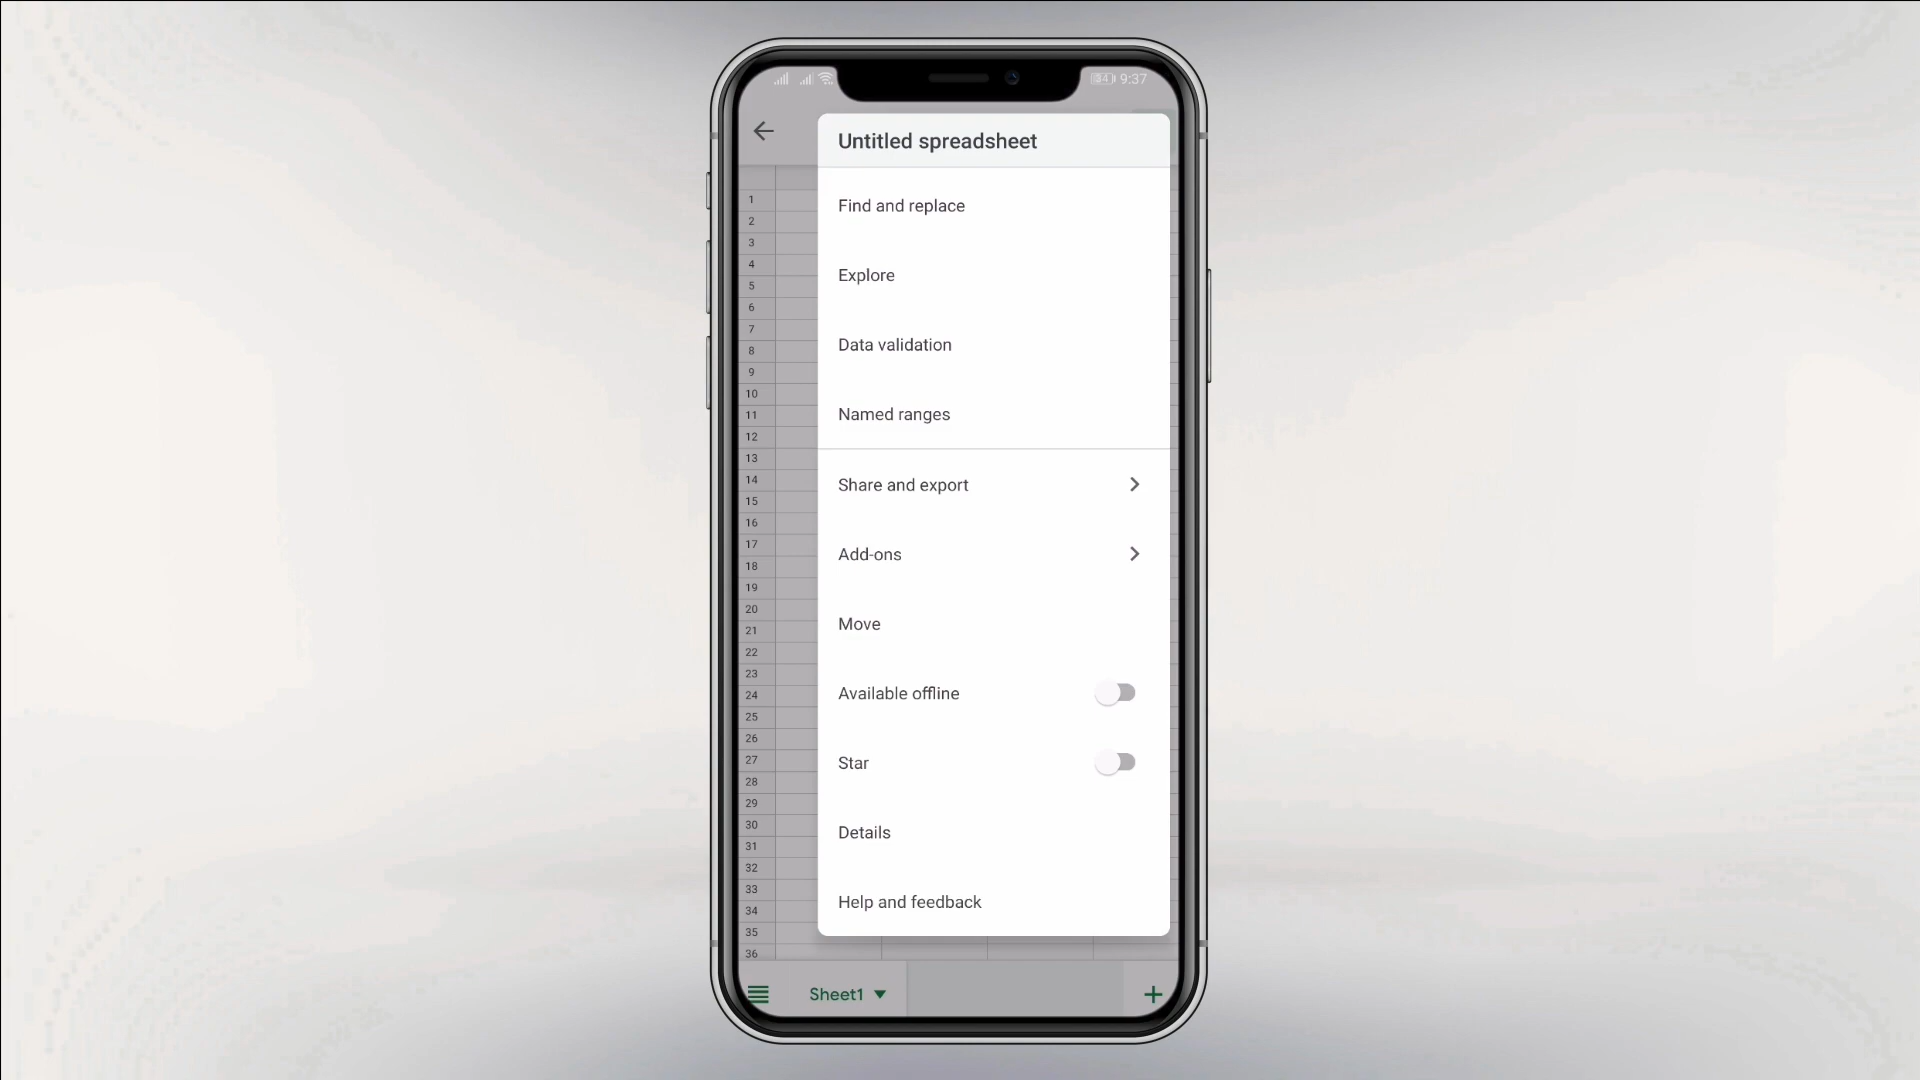 54 9:37
Untitled spreadsheet
Find and replace
Explore
Data validation
Named ranges
Share and export
Add-ons
Move
Available offline
Star
Details
Help and feedback
1
2
3
4
5
6
7
8
9
10
11
12
13
14
15
16
17
18
19
20
21
22
23
24
25
26
27
28
29
30
31
32
33
34
35
36
Sheet1